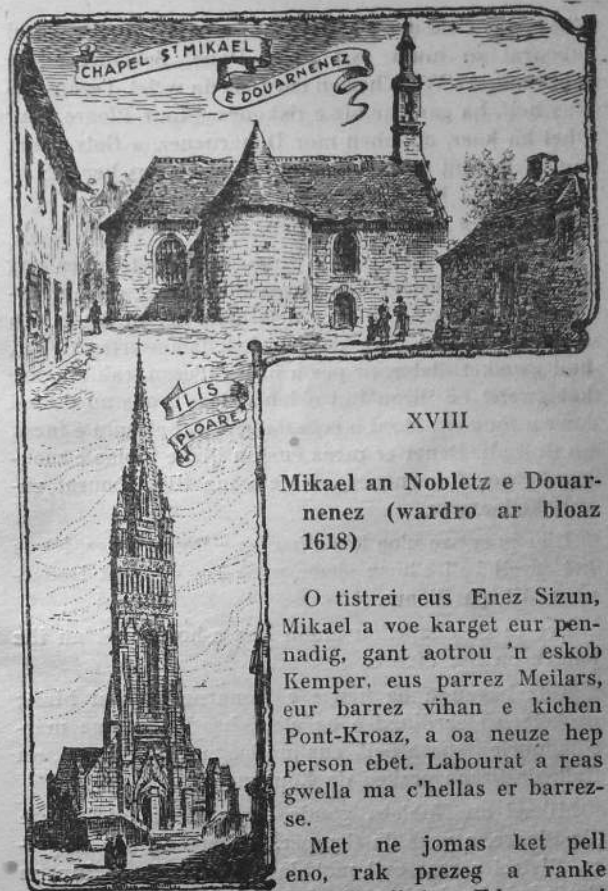 CHAPEL ST MIKAEL
E DOUARNENEZ
ILIS
PLOARE
XVIII
Mikael an Nobletz e Douar-
nenez (wardro ar bloaz
1618)
O tistrei eus Enez Sizun,
Mikael a voe karget eur pen-
nadig, gant aotrou 'n eskob
Kemper, eus parrez Meilars,
eur barrez vihan e kichen
Pont-Kroaz, a oa neuze hep
person ebet. Labourat a reas
gwella ma c'hellas er barrez-
se.
Met ne jomas ket pell
eno, rak prezeg a ranke